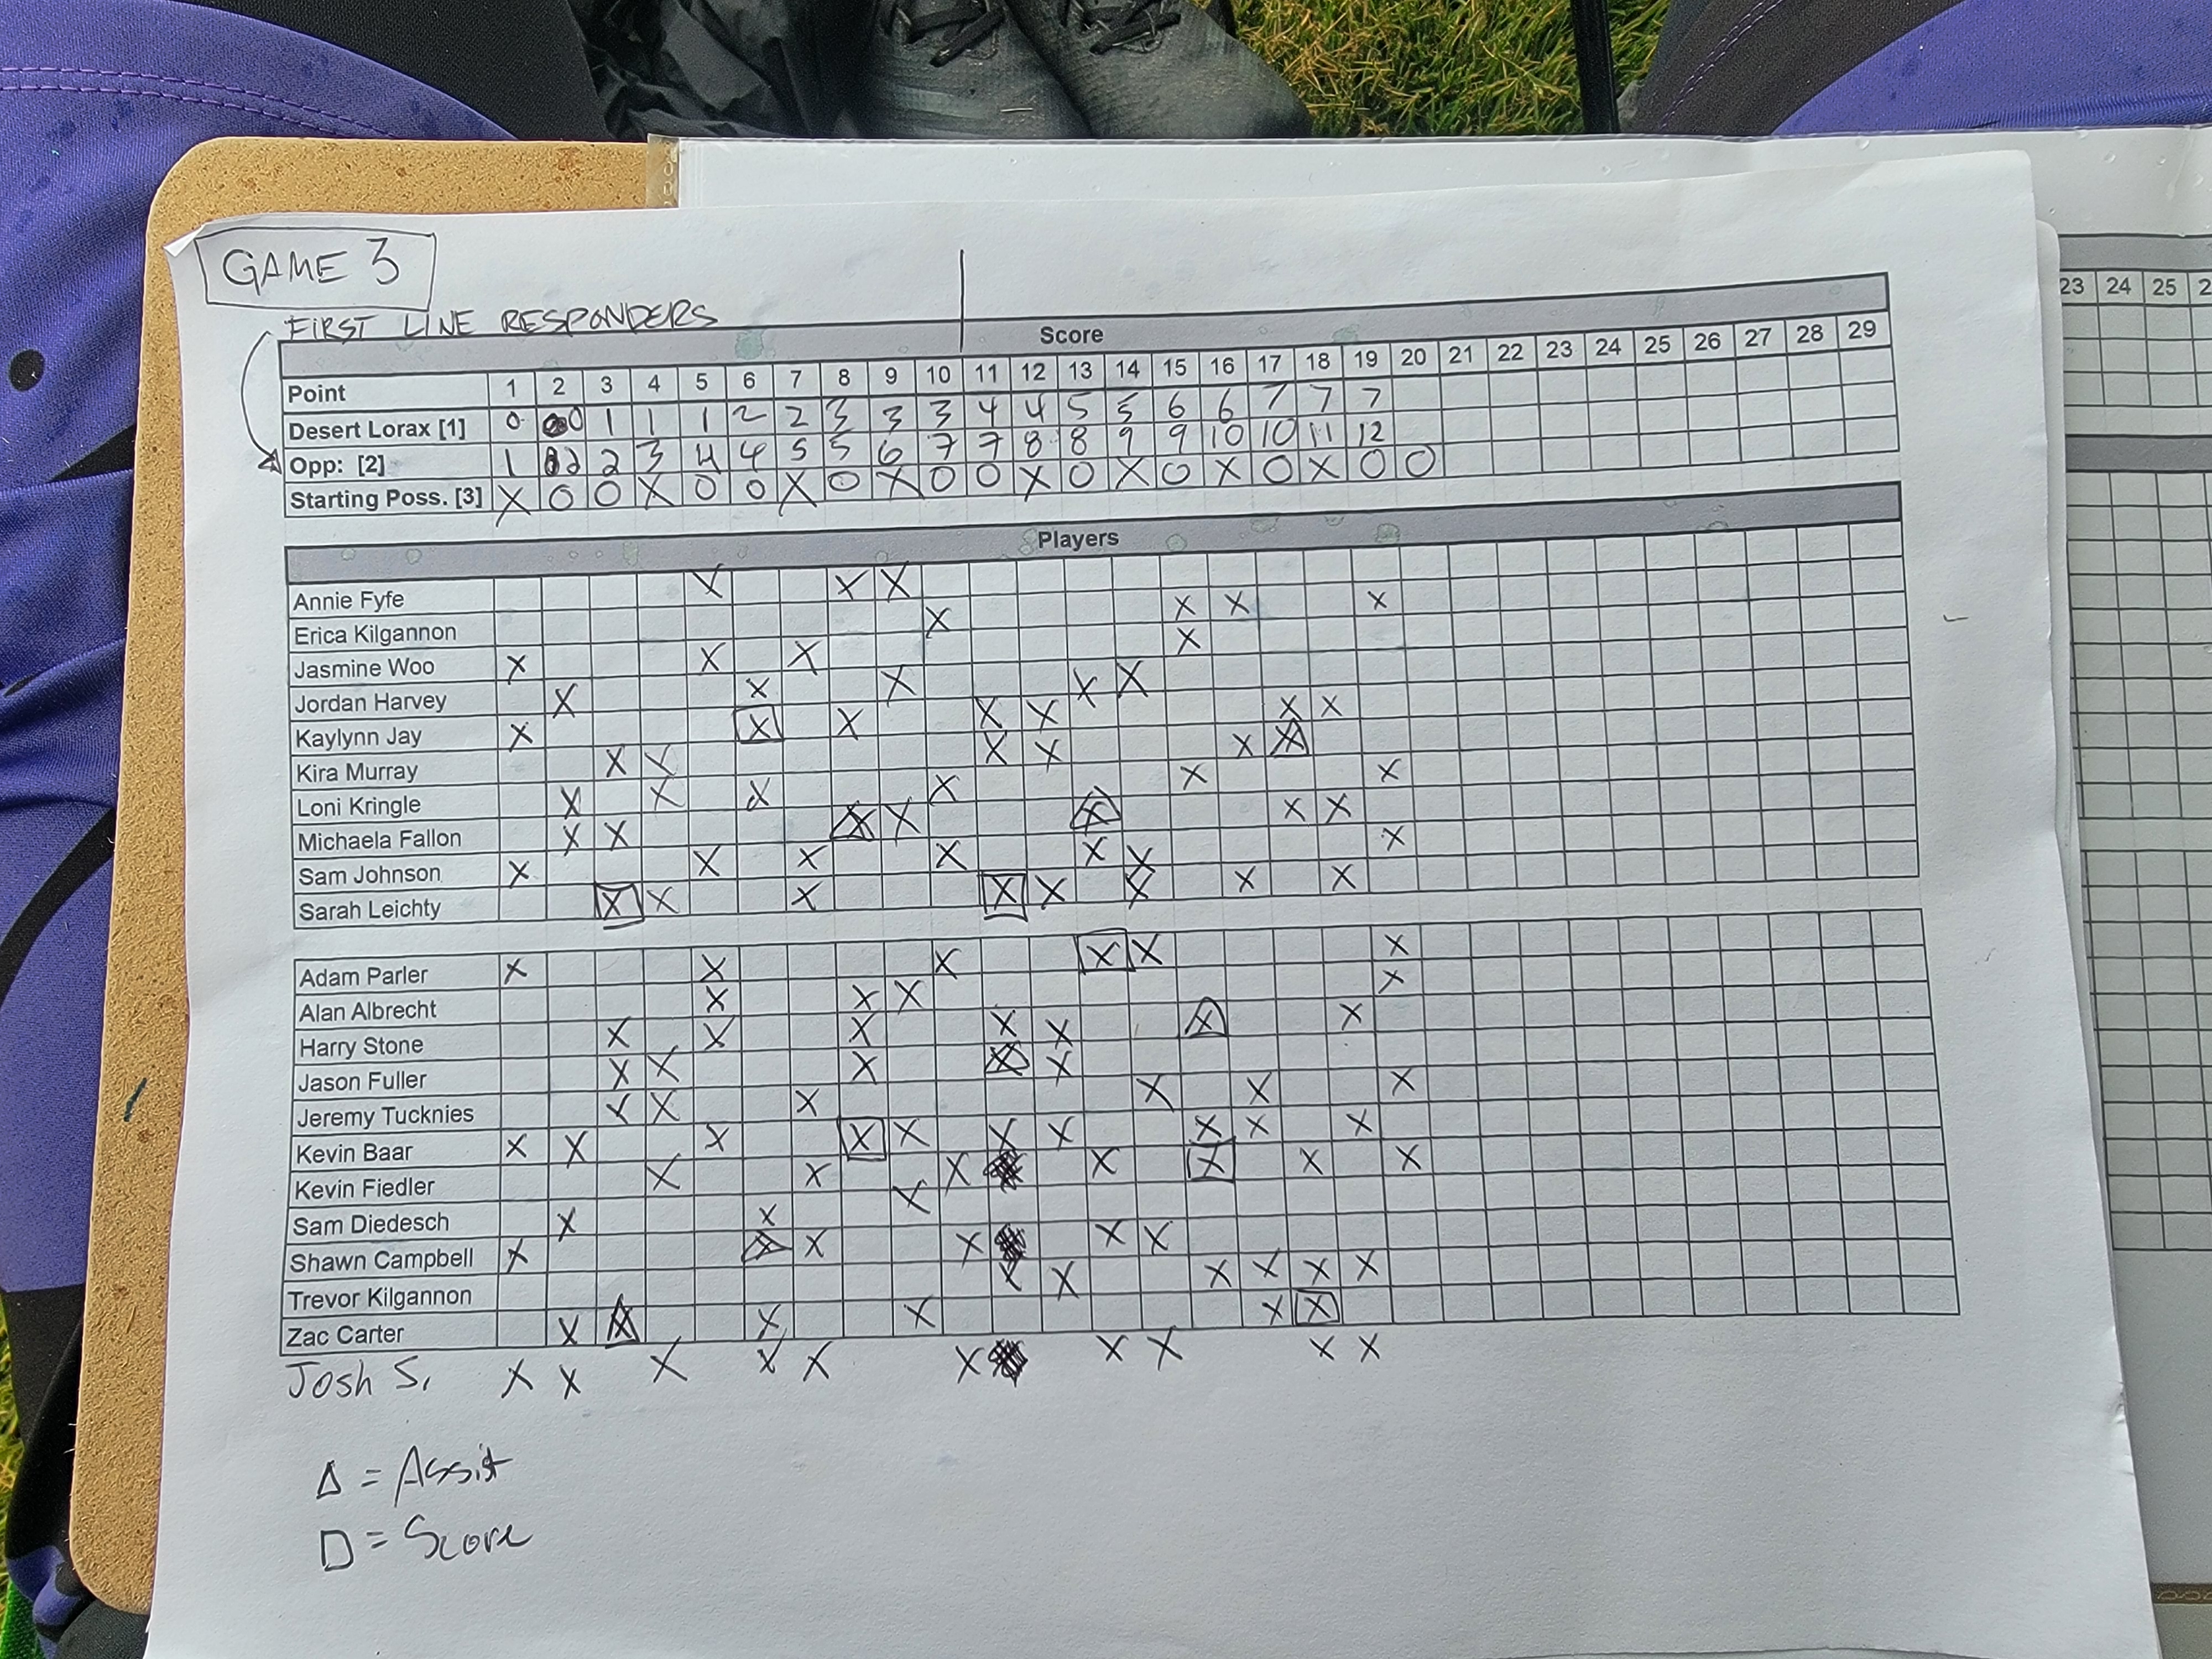 GAME 3
FIRST LINE RESPONDERS
Score
Point 1 2 3 4 5 6 7 8 9 10 11 12 13 14 15 16 17 18 19 20 21 22 23 24 25 26 27 28 29
Desert Lorax [1] 0 0 1 1 1 2 2 3 3 3 4 4 5 5 6 6 7 7 7
Opp: [2] 1 2 2 3 4 4 5 5 6 7 7 8 8 9 9 10 10 11 12
Starting Poss. [3] X O O X O O X O X O O X O X O X O X O O
Players
Annie Fyfe X X X
Erica Kilgannon X X X X
Jasmine Woo X X X X
Jordan Harvey X X X X X
Kaylynn Jay X X X X X X X
Kira Murray X X X X X X
Loni Kringle X X X X X X
Michaela Fallon X X X X X X X
Sam Johnson X X X X X X X
Sarah Leichty X X X X X X X X
Adam Parler X X X X X X
Alan Albrecht X X X X
Harry Stone X X X X X X X
Jason Fuller X X X X X
Jeremy Tucknies X X X X X X
Kevin Baar X X X X X X X X X X
Kevin Fiedler X X X X X X X
Sam Diedesch X X X
Shawn Campbell X X X X X X
Trevor Kilgannon X X X X X X
Zac Carter X X X X X X
Josh S. X X X X X X X X X X
Δ = Assist
□ = Score
23 24 25 2